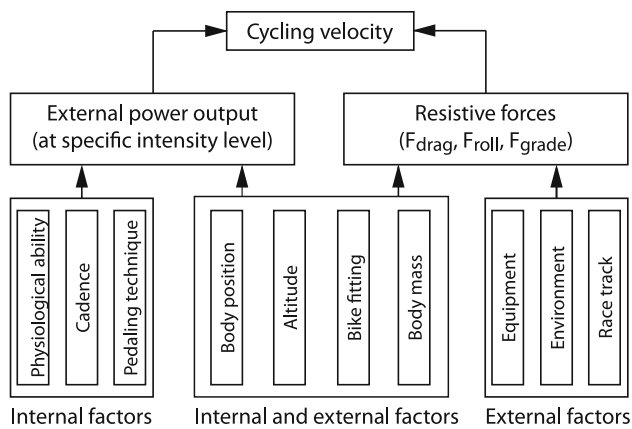 Cycling velocity
External power output
(at specific intensity level)
Resistive forces
(Fdrag, Froll, Fgrade)
Physiological ability
Cadence
Pedaling technique
Body position
Altitude
Bike fitting
Body mass
Equipment
Environment
Race track
Internal factors
Internal and external factors
External factors